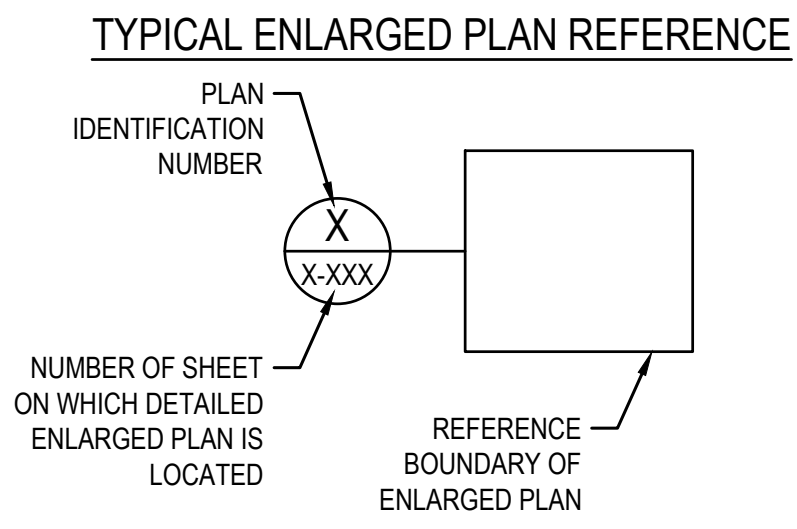 TYPICAL ENLARGED PLAN REFERENCE
PLAN
IDENTIFICATION
NUMBER
X
X-XXX
NUMBER OF SHEET
ON WHICH DETAILED
ENLARGED PLAN IS
LOCATED
REFERENCE
BOUNDARY OF
ENLARGED PLAN